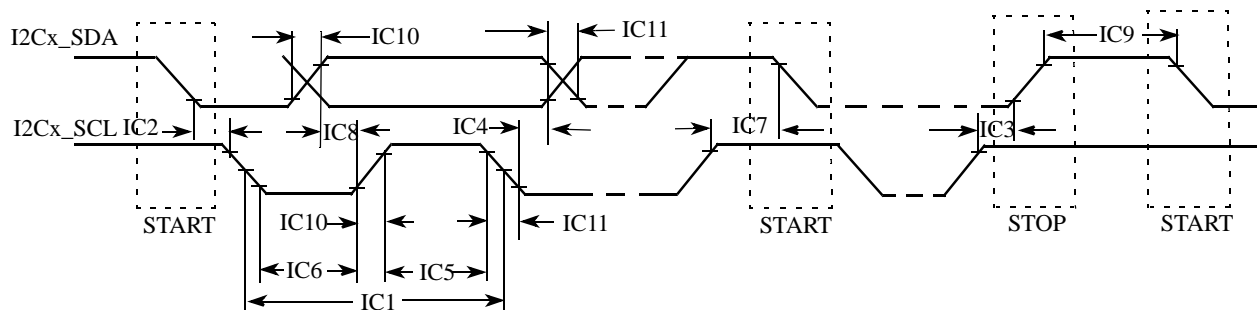 I2Cx_SDA
IC10
IC11
IC9
I2Cx_SCL
IC2
IC8
IC4
IC7
IC3
START
IC10
IC11
START
STOP
START
IC6
IC5
IC1